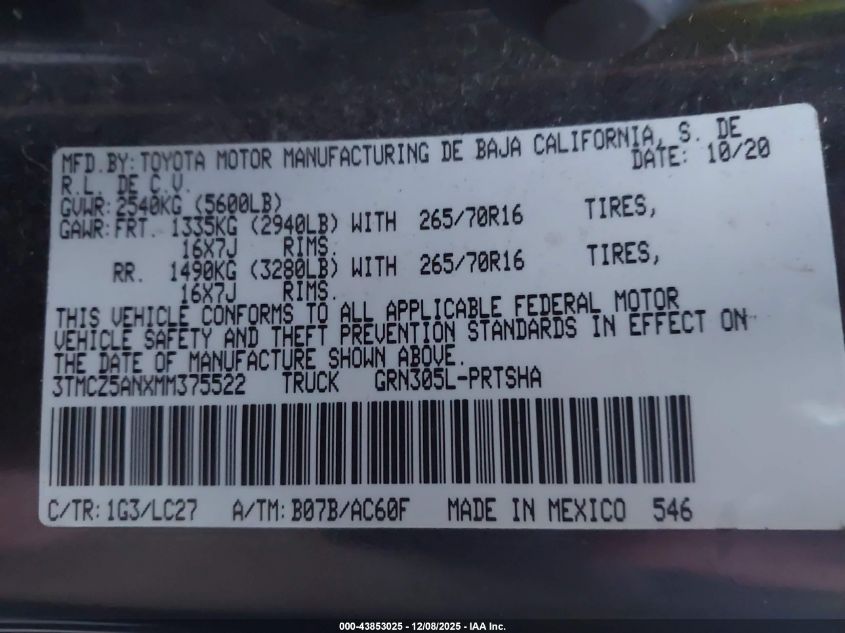 MFD.BY: TOYOTA MOTOR MANUFACTURING DE BAJA CALIFORNIA, S. DE
R.L. DE C.V. DATE: 10/20
GVWR: 2540KG (5600LB)
GAWR: FRT. 1335KG (2940LB) WITH 265/70R16 TIRES,
16X7J RIMS.
RR. 1490KG (3280LB) WITH 265/70R16 TIRES,
16X7J RIMS.
THIS VEHICLE CONFORMS TO ALL APPLICABLE FEDERAL MOTOR
VEHICLE SAFETY AND THEFT PREVENTION STANDARDS IN EFFECT ON
THE DATE OF MANUFACTURE SHOWN ABOVE.
3TMCZ5ANXMM375522 TRUCK GRN305L-PRTSHA
C/TR: 1G3/LC27 A/TM: B07B/AC60F MADE IN MEXICO 546
000-43853025 - 12/08/2025 - IAA Inc.